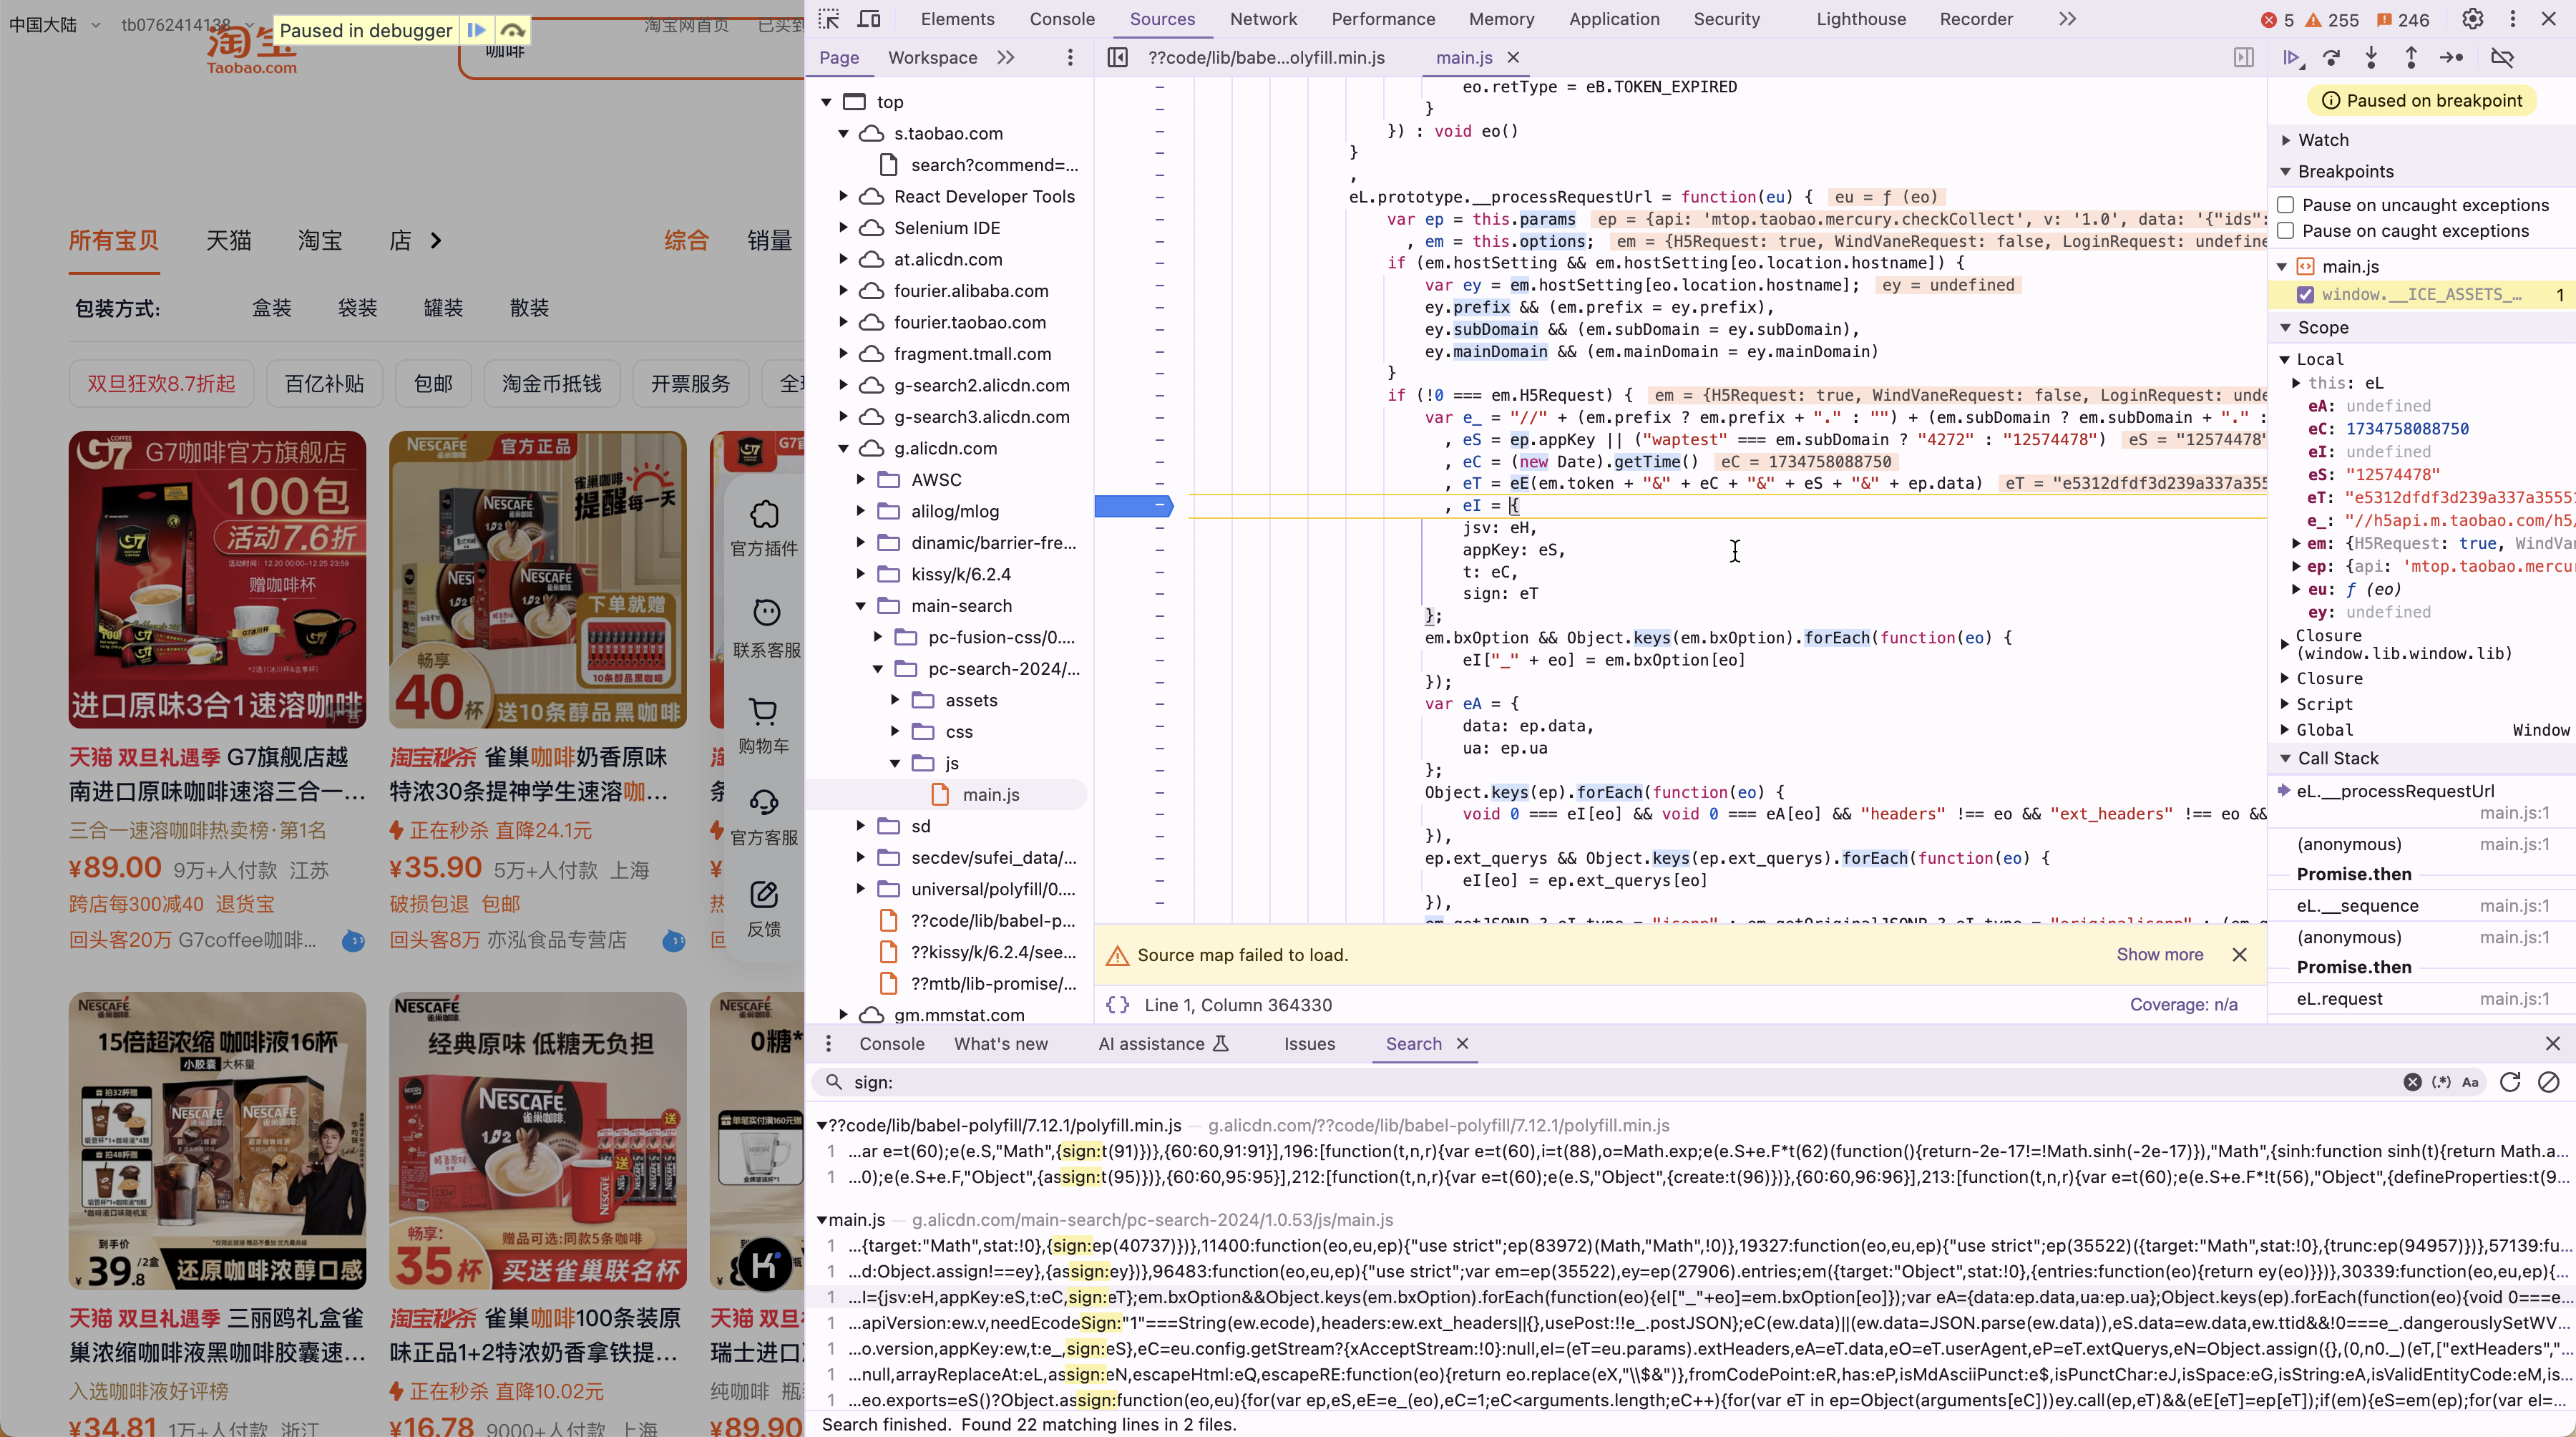 中国大陆
tb0762414138
淘宝
Taobao.com
Paused in debugger
咖啡
淘宝网首页
已买到
所有宝贝 天猫 淘宝 店 综合 销量
包装方式: 盒装 袋装 罐装 散装
双旦狂欢8.7折起 百亿补贴 包邮 淘金币抵钱 开票服务
G7咖啡官方旗舰店
100包
活动7.6折
活动时间: 12.20 00:00-12.25 23:59
赠咖啡杯
进口原味3合1速溶咖啡
NESCAFÉ 官方正品
雀巢咖啡
提醒每一天
下单就赠
10条醇品黑咖啡
畅享
40杯 送10条醇品黑咖啡
官方插件
联系客服
购物车
官方客服
反馈
天猫 双旦礼遇季 G7旗舰店越
南进口原味咖啡速溶三合一...
三合一速溶咖啡热卖榜·第1名
¥89.00 9万+人付款 江苏
跨店每300减40 退货宝
回头客20万 G7coffee咖啡...
淘宝秒杀 雀巢咖啡奶香原味
特浓30条提神学生速溶咖...
正在秒杀 直降24.1元
¥35.90 5万+人付款 上海
破损包退 包邮
回头客8万 亦泓食品专营店
NESCAFÉ
雀巢咖啡
15倍超浓缩 咖啡液16杯
小胶囊 大杯量
到手价
¥39.8/2盒 还原咖啡浓醇口感
NESCAFÉ
雀巢咖啡
经典原味 低糖无负担
畅享:
35杯
赠品可选:同款5条咖啡
买送雀巢联名杯
NESCAFÉ
0糖*
天猫 双旦礼遇季 三丽鸥礼盒雀
巢浓缩咖啡液黑咖啡胶囊速...
入选咖啡液好评榜
¥34.81 1万+人付款 浙江
天猫 双旦礼遇季 雀巢咖啡100条装原
味正品1+2特浓奶香拿铁提...
正在秒杀 直降10.02元
¥16.78 9000+人付款 上海
天猫 双旦
瑞士进口
¥89.90
Elements Console Sources Network Performance Memory Application Security Lighthouse Recorder
5 255 246
Page Workspace
??code/lib/babe...olyfill.min.js main.js
top
s.taobao.com
search?commend=...
React Developer Tools
Selenium IDE
at.alicdn.com
fourier.alibaba.com
fourier.taobao.com
fragment.tmall.com
g-search2.alicdn.com
g-search3.alicdn.com
g.alicdn.com
AWSC
alilog/mlog
dinamic/barrier-fre...
kissy/k/6.2.4
main-search
pc-fusion-css/0....
pc-search-2024/...
assets
css
js
main.js
sd
secdev/sufei_data/...
universal/polyfill/0....
??code/lib/babel-p...
??kissy/k/6.2.4/see...
??mtb/lib-promise/...
gm.mmstat.com
eo.retType = eB.TOKEN_EXPIRED
}
}) : void eo()
}
,
eL.prototype.__processRequestUrl = function(eu) { eu = ƒ (eo)
var ep = this.params ep = {api: 'mtop.taobao.mercury.checkCollect', v: '1.0', data: '{"ids":
, em = this.options; em = {H5Request: true, WindVaneRequest: false, LoginRequest: undefine
if (em.hostSetting && em.hostSetting[eo.location.hostname]) {
var ey = em.hostSetting[eo.location.hostname]; ey = undefined
ey.prefix && (em.prefix = ey.prefix),
ey.subDomain && (em.subDomain = ey.subDomain),
ey.mainDomain && (em.mainDomain = ey.mainDomain)
}
if (!0 === em.H5Request) { em = {H5Request: true, WindVaneRequest: false, LoginRequest: unde
var e_ = "//" + (em.prefix ? em.prefix + "." : "") + (em.subDomain ? em.subDomain + "." :
, eS = ep.appKey || ("waptest" === em.subDomain ? "4272" : "12574478") eS = "12574478"
, eC = (new Date).getTime() eC = 1734758088750
, eT = eE(em.token + "&" + eC + "&" + eS + "&" + ep.data) eT = "e5312dfdf3d239a337a355
, eI = {
jsv: eH,
appKey: eS,
t: eC,
sign: eT
};
em.bxOption && Object.keys(em.bxOption).forEach(function(eo) {
eI["_" + eo] = em.bxOption[eo]
});
var eA = {
data: ep.data,
ua: ep.ua
};
Object.keys(ep).forEach(function(eo) {
void 0 === eI[eo] && void 0 === eA[eo] && "headers" !== eo && "ext_headers" !== eo &&
}),
ep.ext_querys && Object.keys(ep.ext_querys).forEach(function(eo) {
eI[eo] = ep.ext_querys[eo]
}),
Source map failed to load. Show more
Line 1, Column 364330 Coverage: n/a
Paused on breakpoint
Watch
Breakpoints
Pause on uncaught exceptions
Pause on caught exceptions
main.js
window.__ICE_ASSETS_... 1
Scope
Local
this: eL
eA: undefined
eC: 1734758088750
eI: undefined
eS: "12574478"
eT: "e5312dfdf3d239a337a35551
e_: "//h5api.m.taobao.com/h5/
em: {H5Request: true, WindVa
ep: {api: 'mtop.taobao.mercur
eu: ƒ (eo)
ey: undefined
Closure
(window.lib.window.lib)
Closure
Script
Global Window
Call Stack
eL.__processRequestUrl
main.js:1
(anonymous) main.js:1
Promise.then
eL.__sequence main.js:1
(anonymous) main.js:1
Promise.then
eL.request main.js:1
Console What's new AI assistance Issues Search
sign:
??code/lib/babel-polyfill/7.12.1/polyfill.min.js — g.alicdn.com/??code/lib/babel-polyfill/7.12.1/polyfill.min.js
1 ...ar e=t(60);e(e.S,"Math",{sign:t(91)})},{60:60,91:91}],196:[function(t,n,r){var e=t(60),i=t(88),o=Math.exp;e(e.S+e.F*t(62)(function(){return-2e-17!=!Math.sinh(-2e-17)}),"Math",{sinh:function sinh(t){return Math.a...
1 ...0);e(e.S+e.F,"Object",{assign:t(95)})},{60:60,95:95}],212:[function(t,n,r){var e=t(60);e(e.S,"Object",{create:t(96)})},{60:60,96:96}],213:[function(t,n,r){var e=t(60);e(e.S+e.F*!t(56),"Object",{defineProperties:t(9...
main.js — g.alicdn.com/main-search/pc-search-2024/1.0.53/js/main.js
1 ...{target:"Math",stat:!0},{sign:ep(40737)})},11400:function(eo,eu,ep){"use strict";ep(83972)(Math,"Math",!0)},19327:function(eo,eu,ep){"use strict";ep(35522)({target:"Math",stat:!0},{trunc:ep(94957)})},57139:fu...
1 ...d:Object.assign!==ey},{assign:ey})},96483:function(eo,eu,ep){"use strict";var em=ep(35522),ey=ep(27906).entries;em({target:"Object",stat:!0},{entries:function(eo){return ey(eo)}})},30339:function(eo,eu,ep){...
1 ...I={jsv:eH,appKey:eS,t:eC,sign:eT};em.bxOption&&Object.keys(em.bxOption).forEach(function(eo){eI["_"+eo]=em.bxOption[eo]});var eA={data:ep.data,ua:ep.ua};Object.keys(ep).forEach(function(eo){void 0===e...
1 ...apiVersion:ew.v,needEcodeSign:"1"===String(ew.ecode),headers:ew.ext_headers||{},usePost:!!e_.postJSON};eC(ew.data)||(ew.data=JSON.parse(ew.data)),eS.data=ew.data,ew.ttid&&!0===e_.dangerouslySetWV...
1 ...o.version,appKey:ew,t:e_,sign:eS},eC=eu.config.getStream?{xAcceptStream:!0}:null,eI=(eT=eu.params).extHeaders,eA=eT.data,eO=eT.userAgent,eP=eT.extQuerys,eN=Object.assign({},(0,n0._)(eT,["extHeaders","...
1 ...null,arrayReplaceAt:eL,assign:eN,escapeHtml:eQ,escapeRE:function(eo){return eo.replace(eX,"\\$&")},fromCodePoint:eR,has:eP,isMdAsciiPunct:e$,isPunctChar:eJ,isSpace:eG,isString:eA,isValidEntityCode:eM,is...
1 ...eo.exports=eS()?Object.assign:function(eo,eu){for(var ep,eS,eE=e_(eo),eC=1;eC<arguments.length;eC++){for(var eT in ep=Object(arguments[eC]))ey.call(ep,eT)&&(eE[eT]=ep[eT]);if(em){eS=em(ep);for(var eI=...
Search finished. Found 22 matching lines in 2 files.